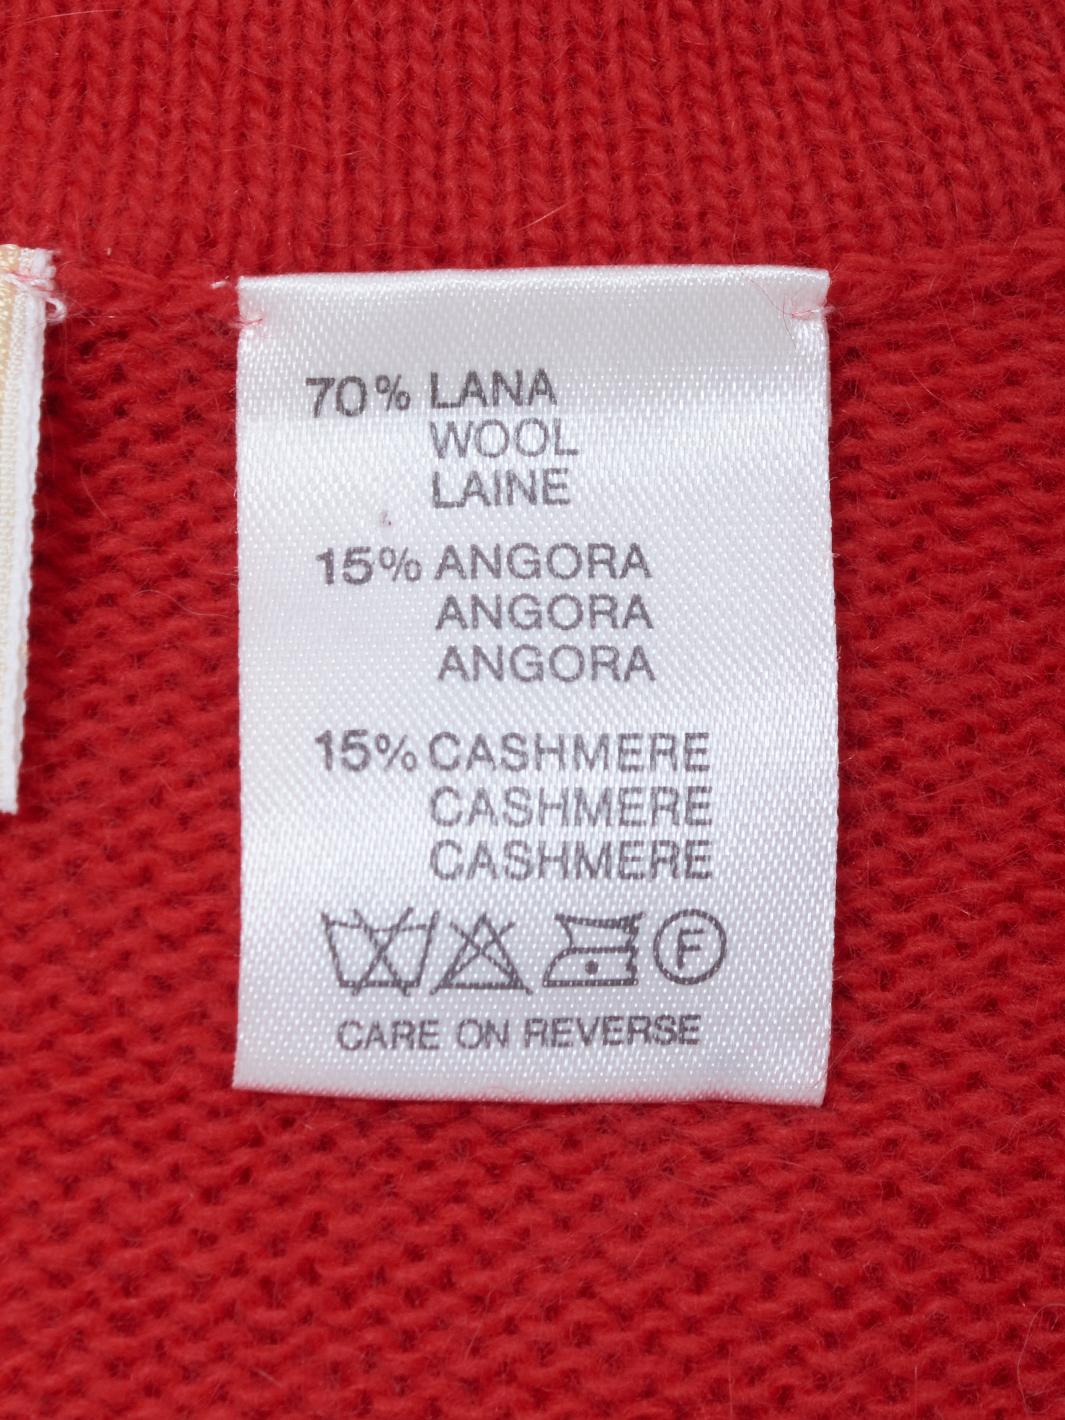 70% LANA
WOOL
LAINE
15% ANGORA
ANGORA
ANGORA
15% CASHMERE
CASHMERE
CASHMERE
F
CARE ON REVERSE